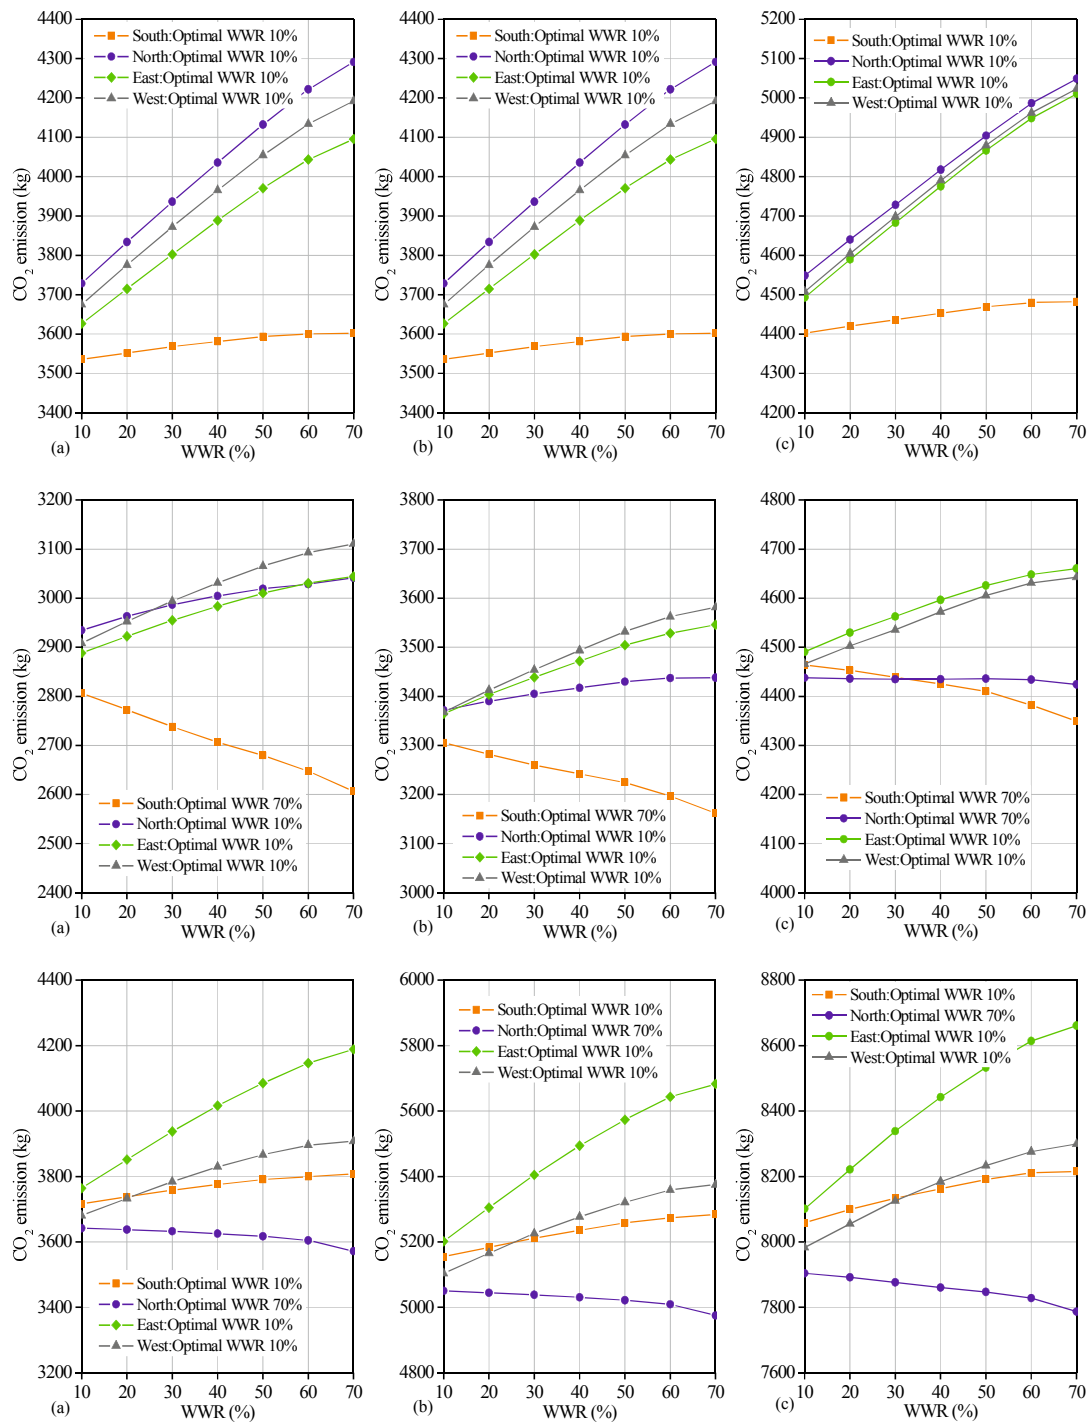 CO2 emission (kg)
4400
4300
4200
4100
4000
3900
3800
3700
3600
3500
3400
South:Optimal WWR 10%
North:Optimal WWR 10%
East:Optimal WWR 10%
West:Optimal WWR 10%
10 20 30 40 50 60 70
(a) WWR (%)
CO2 emission (kg)
4400
4300
4200
4100
4000
3900
3800
3700
3600
3500
3400
South:Optimal WWR 10%
North:Optimal WWR 10%
East:Optimal WWR 10%
West:Optimal WWR 10%
10 20 30 40 50 60 70
(b) WWR (%)
CO2 emission (kg)
5200
5100
5000
4900
4800
4700
4600
4500
4400
4300
4200
South:Optimal WWR 10%
North:Optimal WWR 10%
East:Optimal WWR 10%
West:Optimal WWR 10%
10 20 30 40 50 60 70
(c) WWR (%)
CO2 emission (kg)
3200
3100
3000
2900
2800
2700
2600
2500
2400
South:Optimal WWR 70%
North:Optimal WWR 10%
East:Optimal WWR 10%
West:Optimal WWR 10%
10 20 30 40 50 60 70
(a) WWR (%)
CO2 emission (kg)
3800
3700
3600
3500
3400
3300
3200
3100
3000
South:Optimal WWR 70%
North:Optimal WWR 10%
East:Optimal WWR 10%
West:Optimal WWR 10%
10 20 30 40 50 60 70
(b) WWR (%)
CO2 emission (kg)
4800
4700
4600
4500
4400
4300
4200
4100
4000
South:Optimal WWR 70%
North:Optimal WWR 70%
East:Optimal WWR 10%
West:Optimal WWR 10%
10 20 30 40 50 60 70
(c) WWR (%)
CO2 emission (kg)
4400
4200
4000
3800
3600
3400
3200
South:Optimal WWR 10%
North:Optimal WWR 70%
East:Optimal WWR 10%
West:Optimal WWR 10%
10 20 30 40 50 60 70
(a) WWR (%)
CO2 emission (kg)
6000
5800
5600
5400
5200
5000
4800
South:Optimal WWR 10%
North:Optimal WWR 70%
East:Optimal WWR 10%
West:Optimal WWR 10%
10 20 30 40 50 60 70
(b) WWR (%)
CO2 emission (kg)
8800
8600
8400
8200
8000
7800
7600
South:Optimal WWR 10%
North:Optimal WWR 70%
East:Optimal WWR 10%
West:Optimal WWR 10%
10 20 30 40 50 60 70
(c) WWR (%)